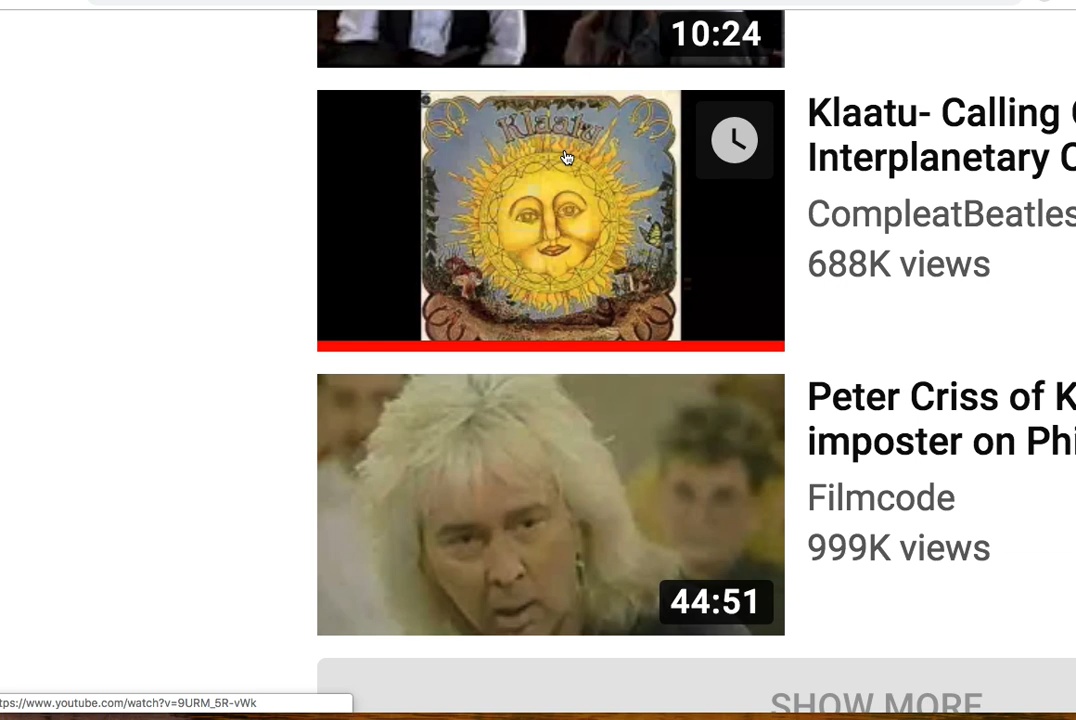 10:24
Klaatu
Klaatu- Calling
Interplanetary
CompleatBeatles
688K views
Peter Criss of K
imposter on Phi
Filmcode
999K views
44:51
SHOW MORE
tps://www.youtube.com/watch?v=9URM_5R-vWk